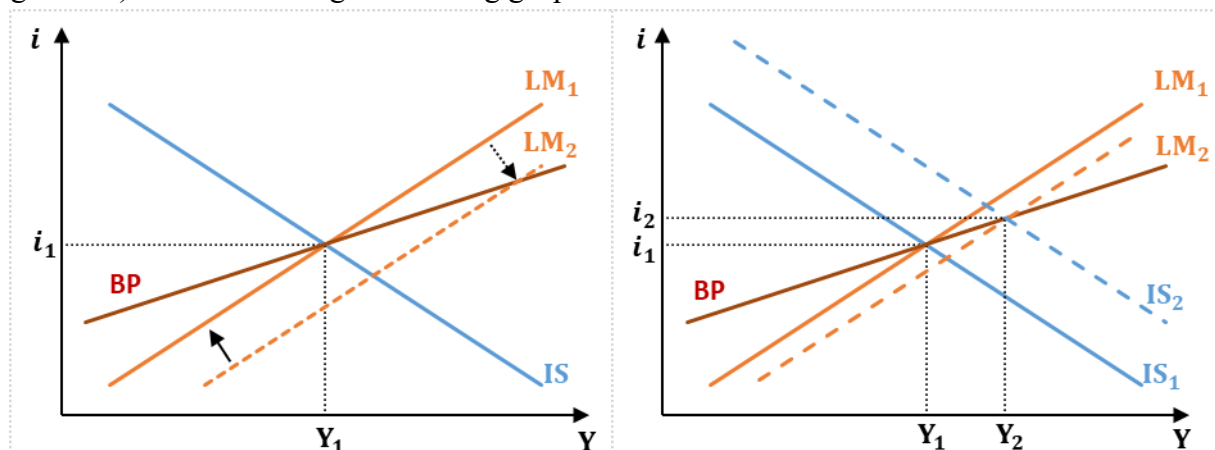 i
LM₁
LM₂
i₁
BP
IS
Y₁
Y
i
LM₁
LM₂
i₂
i₁
BP
IS₂
IS₁
Y₁
Y₂
Y